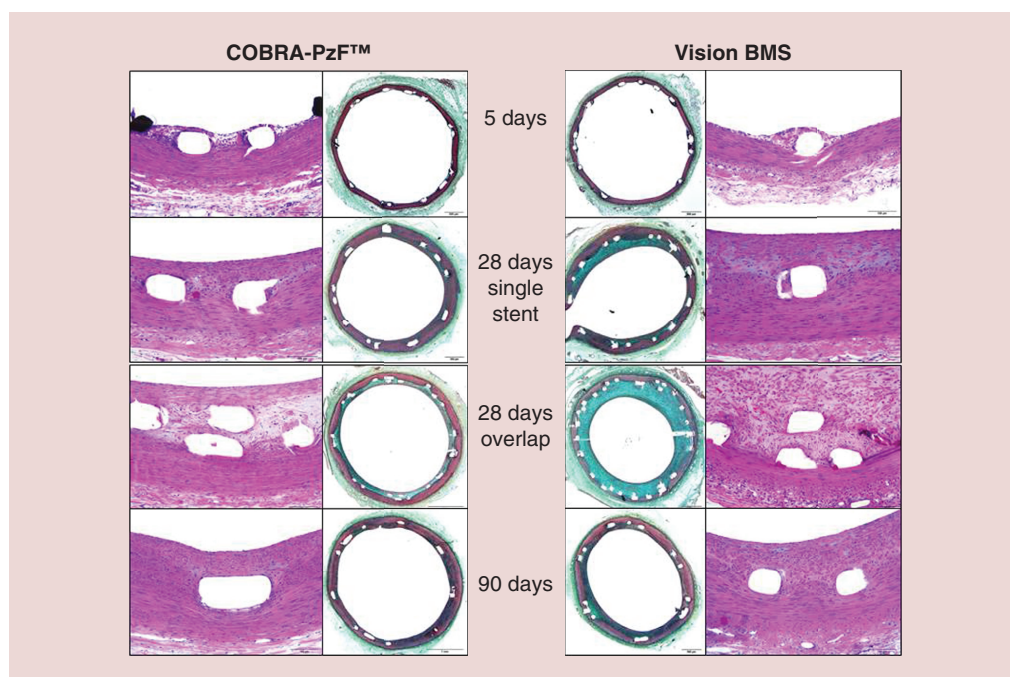 COBRA-PzF™
Vision BMS
5 days
28 days
single
stent
28 days
overlap
90 days